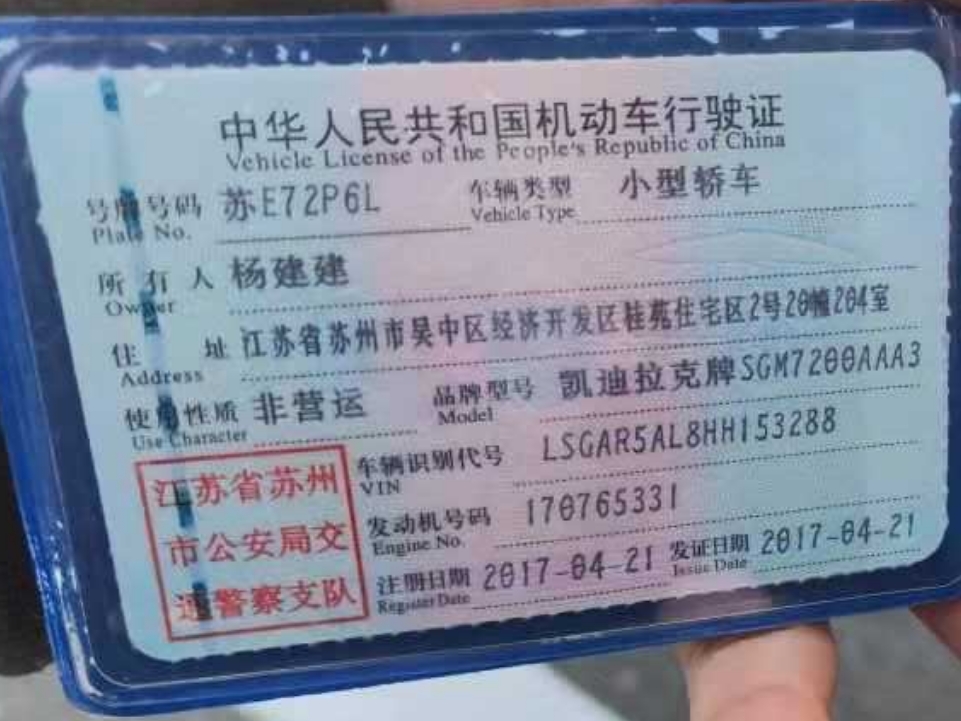 中华人民共和国机动车行驶证
Vehicle License of the People's Republic of China
号牌号码 苏E72P6L 车辆类型 小型轿车
Plate No. Vehicle Type
所有人 杨建建
Owner
住址 江苏省苏州市吴中区经济开发区桂苑住宅区2号20幢204室
Address
使用性质 非营运 品牌型号 凯迪拉克牌SGM7200AAA3
Use Character Model
车辆识别代号 LSGAR5AL8HH153288
VIN
发动机号码 170765331
Engine No.
注册日期 2017-04-21 发证日期 2017-04-21
Register Date Issue Date
江苏省苏州
市公安局交
通警察支队